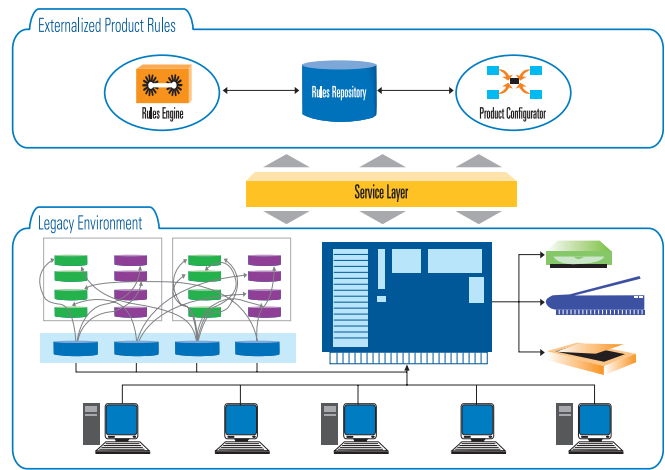 Externalized Product Rules
Rules Engine
Rules Repository
Product Configurator
Service Layer
Legacy Environment